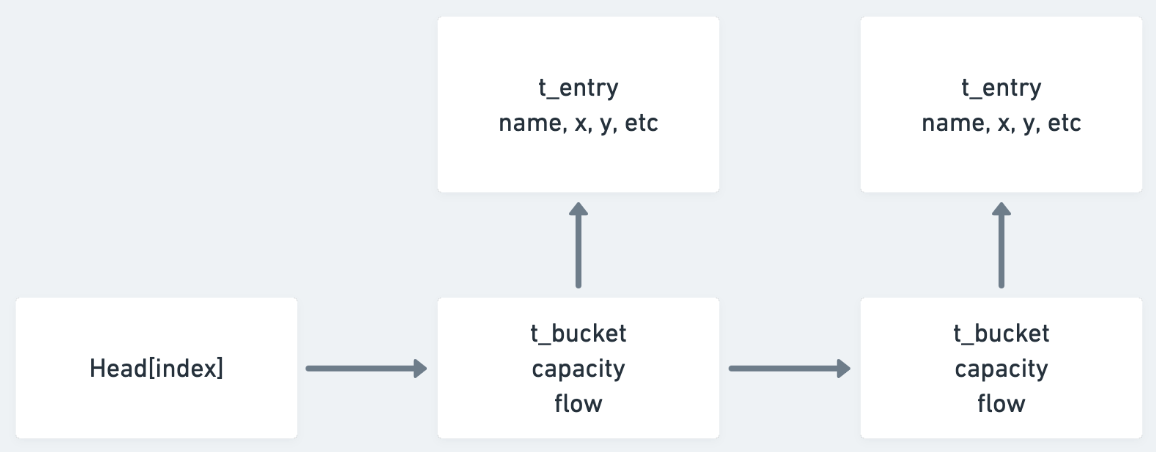 t_entry
name, x, y, etc
t_entry
name, x, y, etc
Head[index]
t_bucket
capacity
flow
t_bucket
capacity
flow